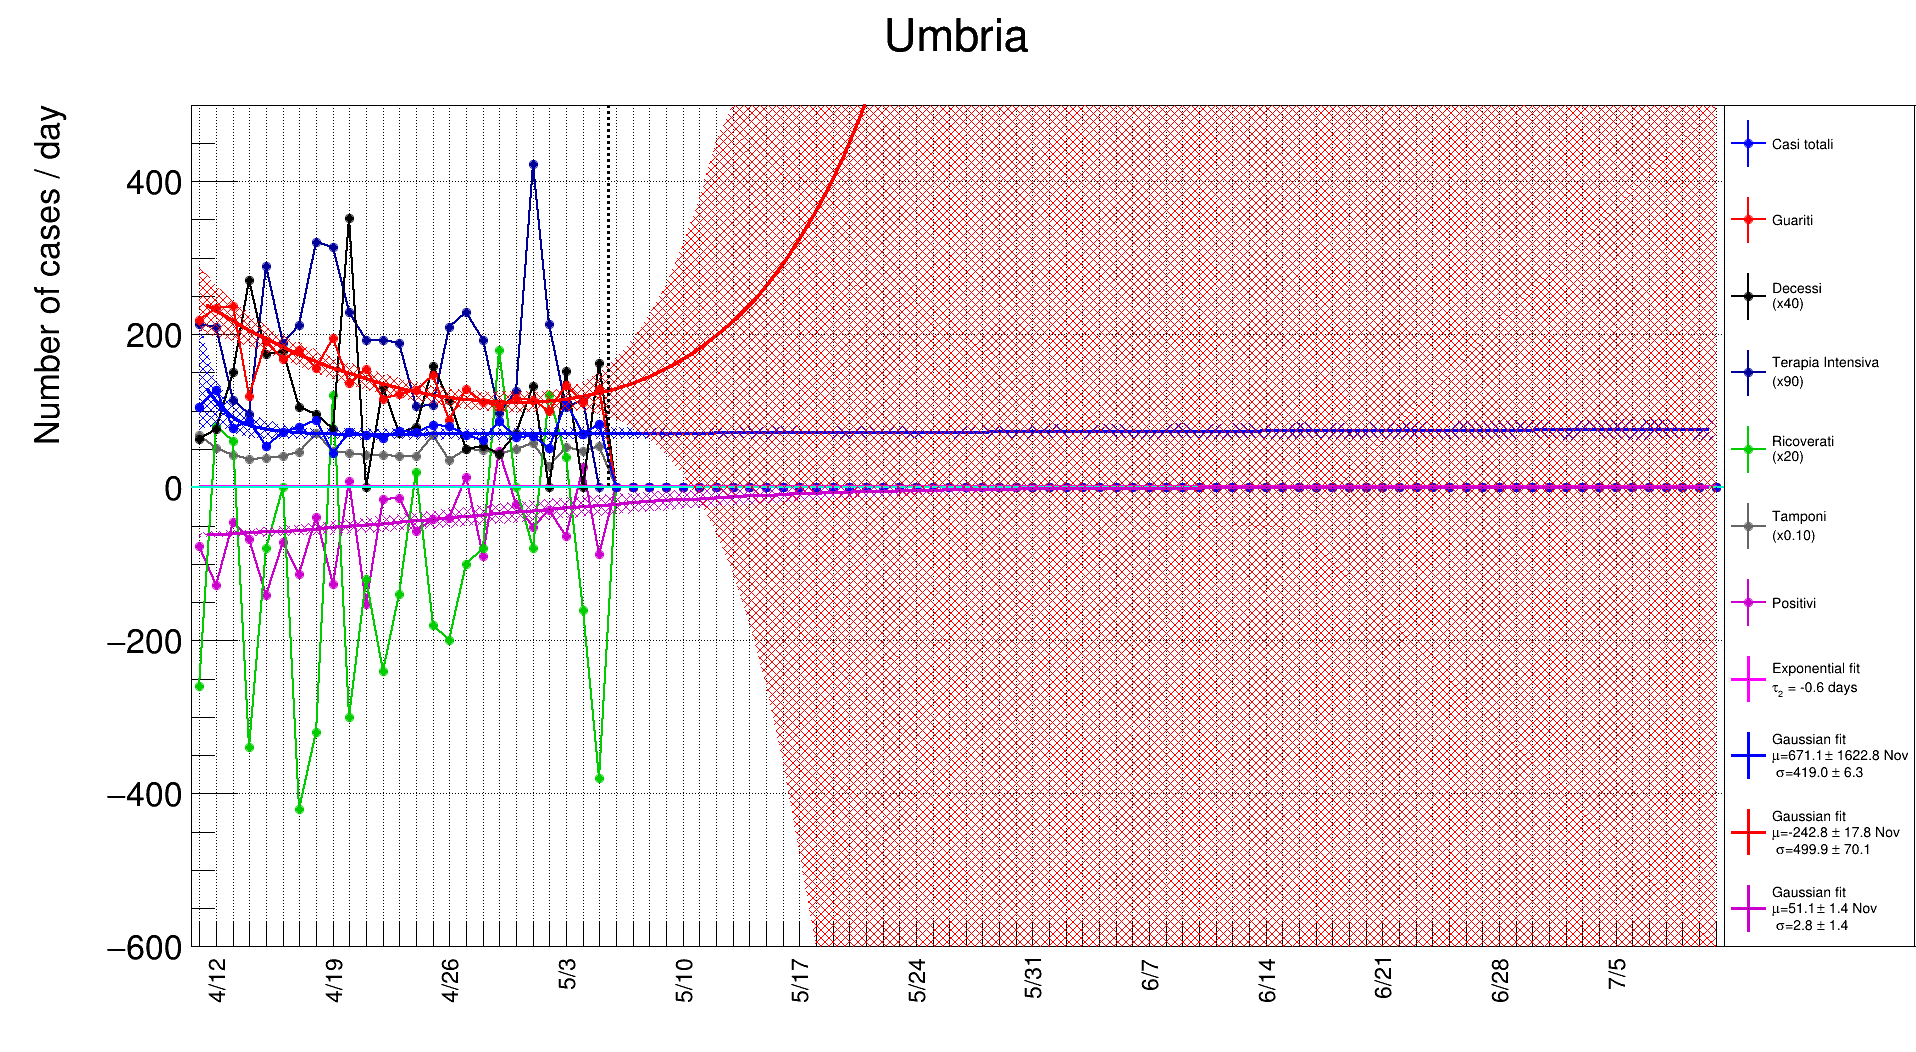 Umbria
Number of cases / day
400
200
0
−200
−400
−600
4/12
4/19
4/26
5/3
5/10
5/17
5/24
5/31
6/7
6/14
6/21
6/28
7/5
Casi totali
Guariti
Decessi
(x40)
Terapia Intensiva
(x90)
Ricoverati
(x20)
Tamponi
(x0.10)
Positivi
Exponential fit
τ2 = -0.6 days
Gaussian fit
μ=671.1± 1622.8 Nov
σ=419.0 ± 6.3
Gaussian fit
μ=-242.8 ± 17.8 Nov
σ=499.9 ± 70.1
Gaussian fit
μ=51.1± 1.4 Nov
σ=2.8 ± 1.4